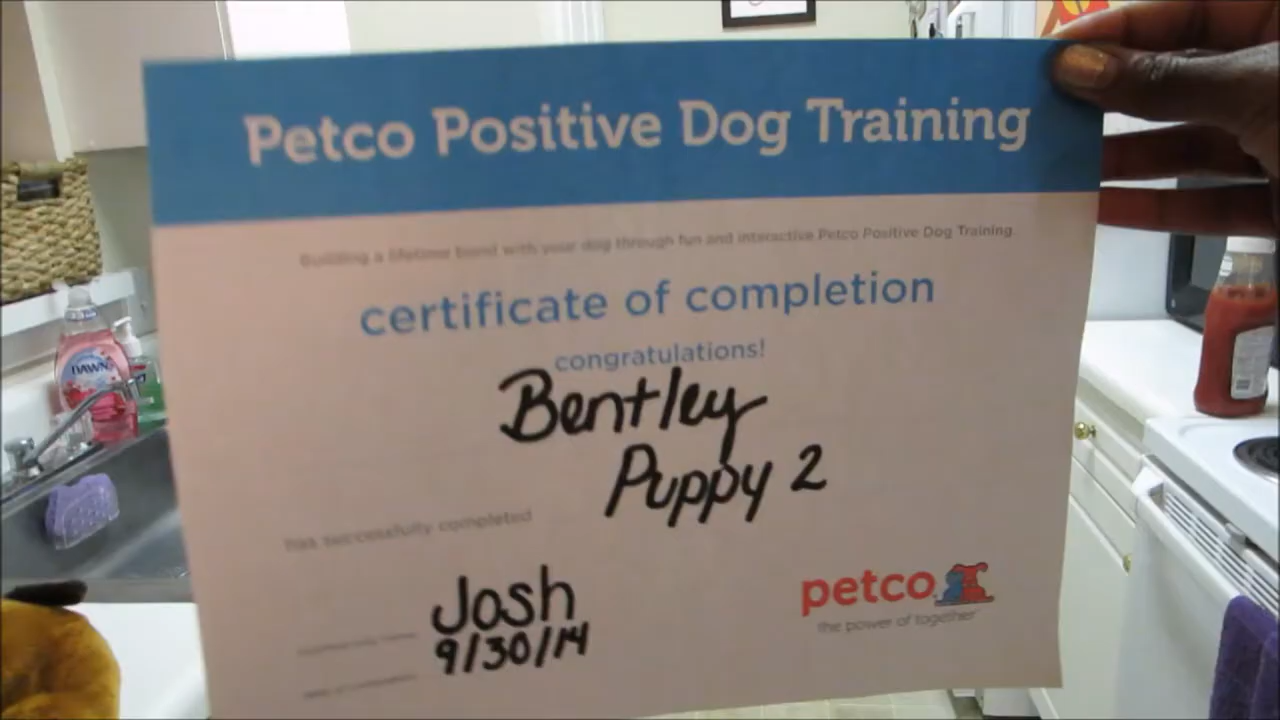 Petco Positive Dog Training
Building a lifetime bond with your dog through fun and interactive Petco Positive Dog Training
certificate of completion
congratulations!
Bentley
Puppy 2
has successfully completed
Josh
9/30/14
petco
the power of together
DAWN